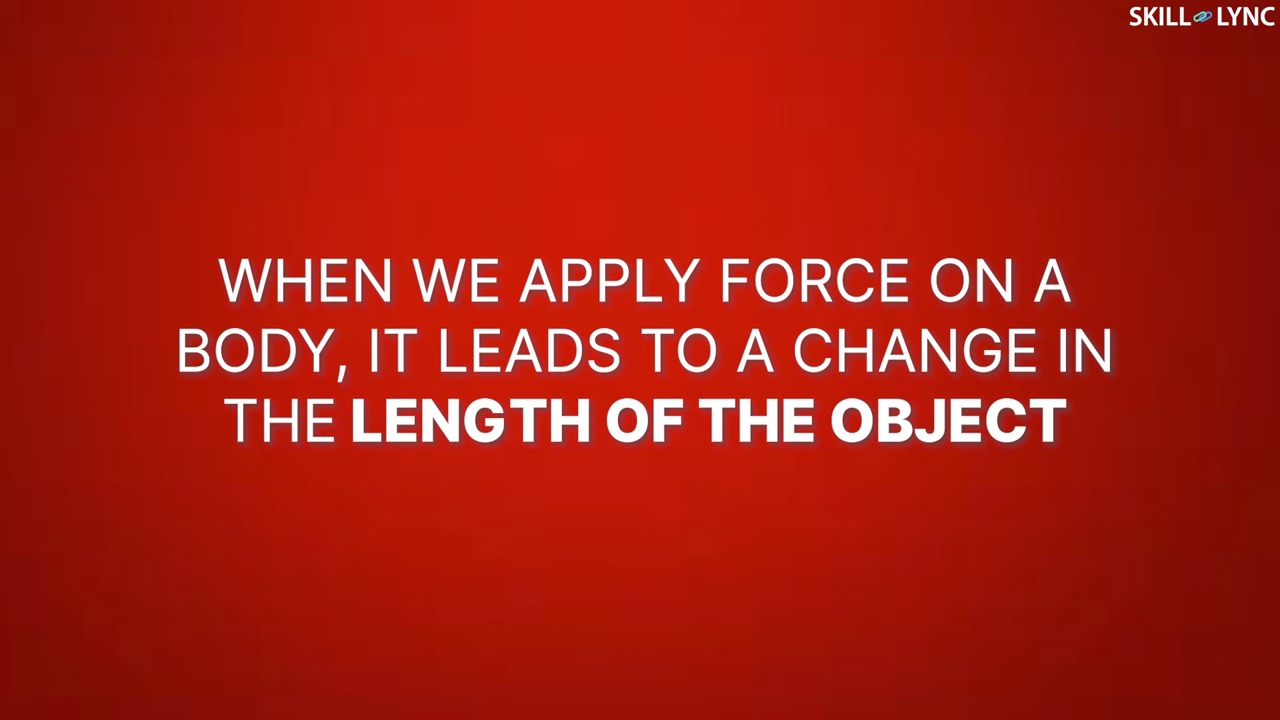 SKILL LYNC
WHEN WE APPLY FORCE ON A
BODY, IT LEADS TO A CHANGE IN
THE LENGTH OF THE OBJECT